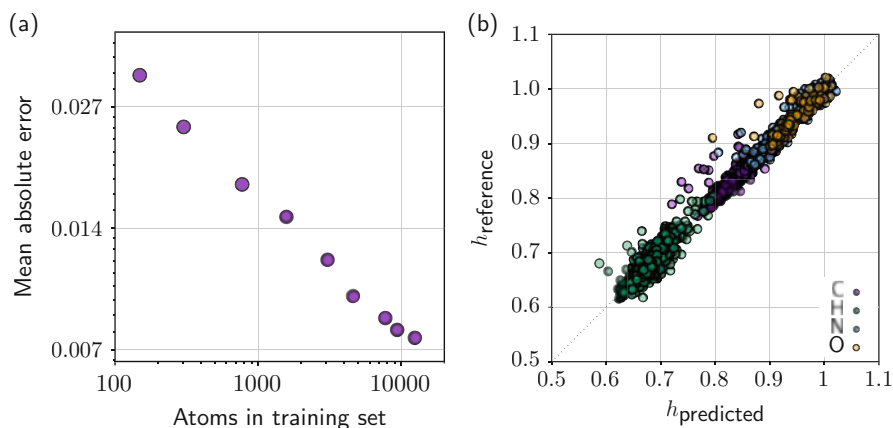 (a)
Mean absolute error
0.027
0.014
0.007
100
1000
10000
Atoms in training set
(b)
h_reference
1.1
1.0
0.9
0.8
0.7
0.6
0.5
C
H
N
O
0.5
0.6
0.7
0.8
0.9
1
1.1
h_predicted